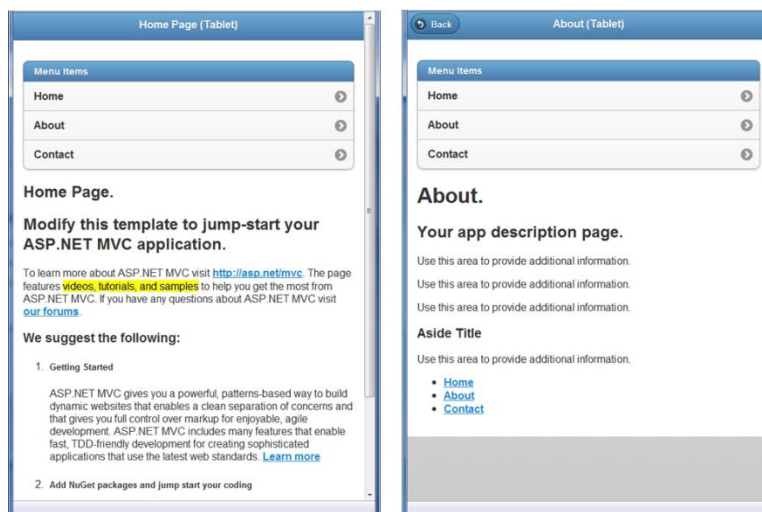 Home Page (Tablet)
Menu Items
Home
About
Contact
Home Page.
Modify this template to jump-start your
ASP.NET MVC application.
To learn more about ASP.NET MVC visit http://asp.net/mvc. The page
features videos, tutorials, and samples to help you get the most from
ASP.NET MVC. If you have any questions about ASP.NET MVC visit
our forums.
We suggest the following:
1. Getting Started
ASP.NET MVC gives you a powerful, patterns-based way to build
dynamic websites that enables a clean separation of concerns and
that gives you full control over markup for enjoyable, agile
development. ASP.NET MVC includes many features that enable
fast, TDD-friendly development for creating sophisticated
applications that use the latest web standards. Learn more
2. Add NuGet packages and jump start your coding
Back
About (Tablet)
Menu Items
Home
About
Contact
About.
Your app description page.
Use this area to provide additional information.
Use this area to provide additional information.
Use this area to provide additional information.
Aside Title
Use this area to provide additional information.
• Home
• About
• Contact